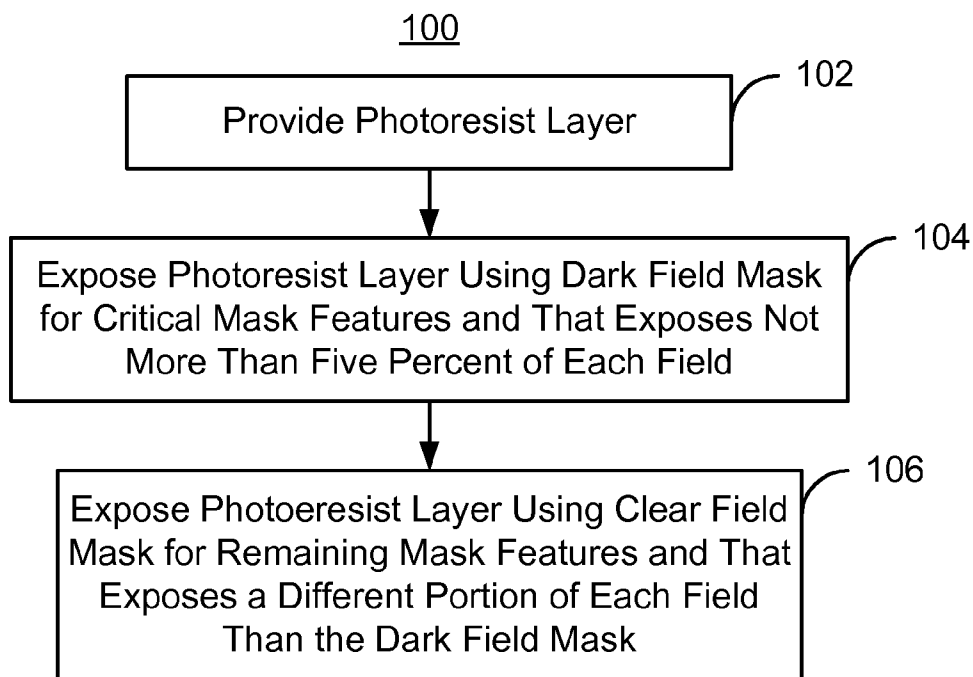 100
102
Provide Photoresist Layer
104
Expose Photoresist Layer Using Dark Field Mask
for Critical Mask Features and That Exposes Not
More Than Five Percent of Each Field
106
Expose Photoeresist Layer Using Clear Field
Mask for Remaining Mask Features and That
Exposes a Different Portion of Each Field
Than the Dark Field Mask